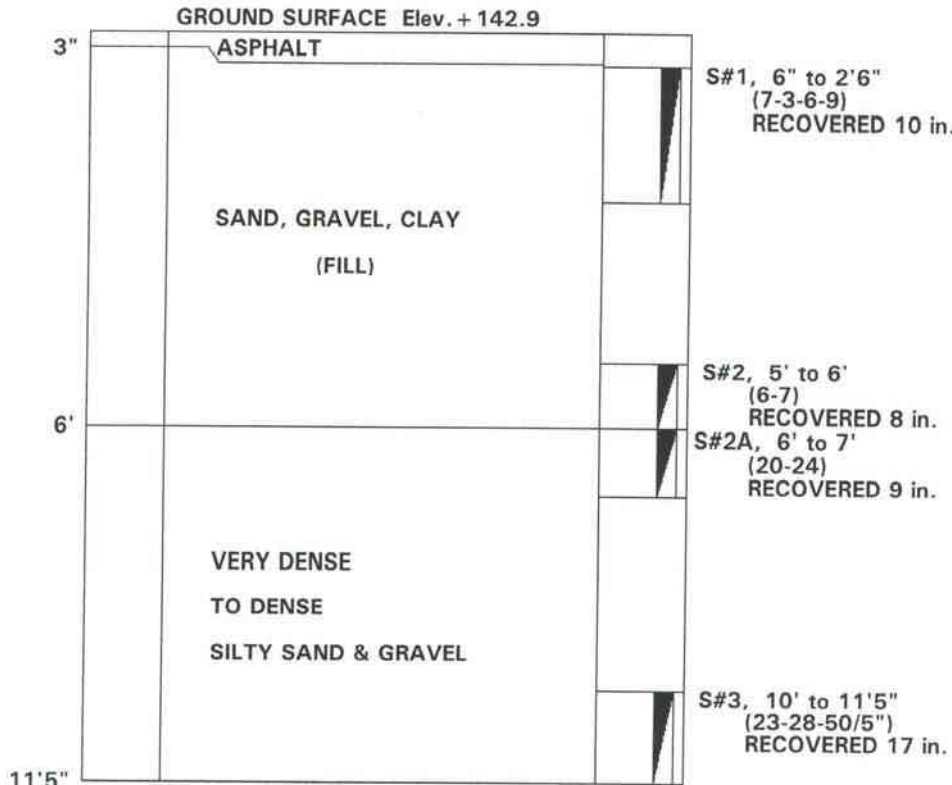 GROUND SURFACE Elev. + 142.9
3"
ASPHALT
S#1, 6" to 2'6"
(7-3-6-9)
RECOVERED 10 in.
SAND, GRAVEL, CLAY
(FILL)
S#2, 5' to 6'
(6-7)
RECOVERED 8 in.
6'
S#2A, 6' to 7'
(20-24)
RECOVERED 9 in.
VERY DENSE
TO DENSE
SILTY SAND & GRAVEL
S#3, 10' to 11'5"
(23-28-50/5")
RECOVERED 17 in.
11'5"